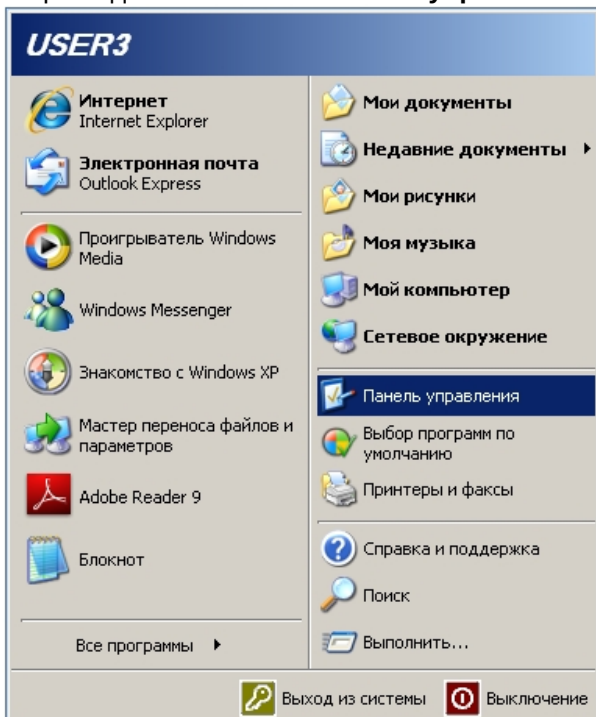 USER3
Интернет
Internet Explorer
Электронная почта
Outlook Express
Проигрыватель Windows
Media
Windows Messenger
Знакомство с Windows XP
Мастер переноса файлов и
параметров
Adobe Reader 9
Блокнот
Все программы
Мои документы
Недавние документы
Мои рисунки
Моя музыка
Мой компьютер
Сетевое окружение
Панель управления
Выбор программ по
умолчанию
Принтеры и факсы
Справка и поддержка
Поиск
Выполнить...
Выход из системы
Выключение